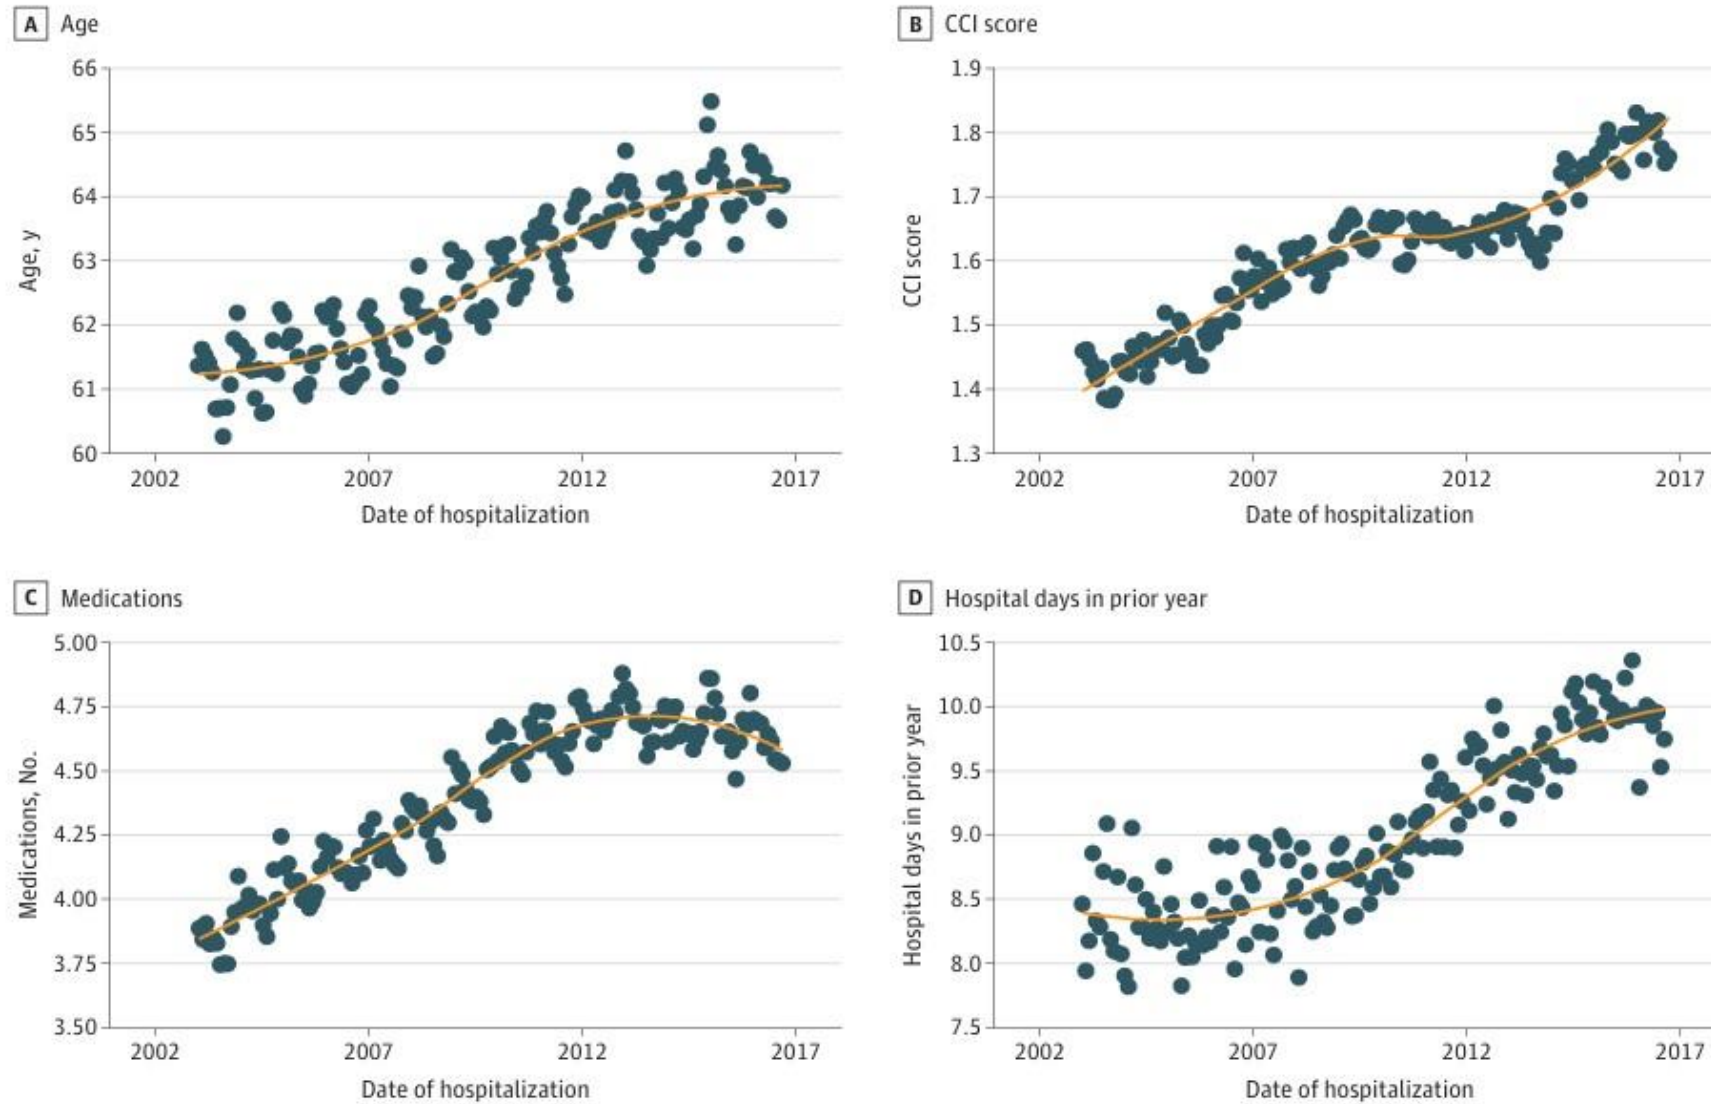 A Age
66
65
64
63
62
61
60
Age, y
2002 2007 2012 2017
Date of hospitalization
B CCI score
1.9
1.8
1.7
1.6
1.5
1.4
1.3
CCI score
2002 2007 2012 2017
Date of hospitalization
C Medications
5.00
4.75
4.50
4.25
4.00
3.75
3.50
Medications, No.
2002 2007 2012 2017
Date of hospitalization
D Hospital days in prior year
10.5
10.0
9.5
9.0
8.5
8.0
7.5
Hospital days in prior year
2002 2007 2012 2017
Date of hospitalization